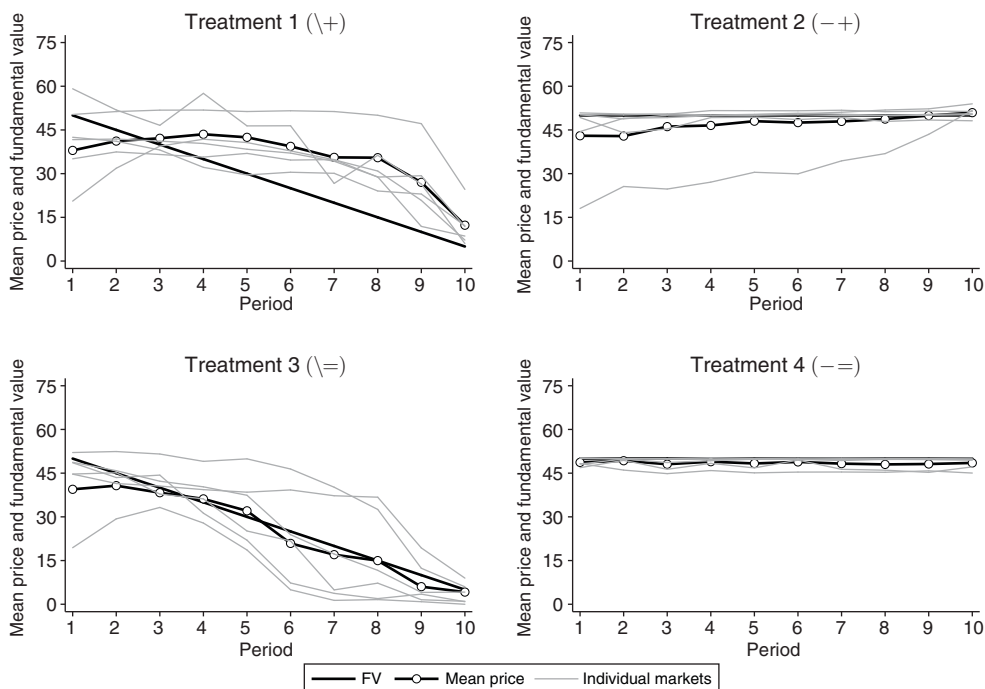 Treatment 1 (\+)
Mean price and fundamental value
75
60
45
30
15
0
1 2 3 4 5 6 7 8 9 10
Period
Treatment 2 (−+)
Mean price and fundamental value
75
60
45
30
15
0
1 2 3 4 5 6 7 8 9 10
Period
Treatment 3 (\=)
Mean price and fundamental value
75
60
45
30
15
0
1 2 3 4 5 6 7 8 9 10
Period
Treatment 4 (−=)
Mean price and fundamental value
75
60
45
30
15
0
1 2 3 4 5 6 7 8 9 10
Period
FV Mean price Individual markets